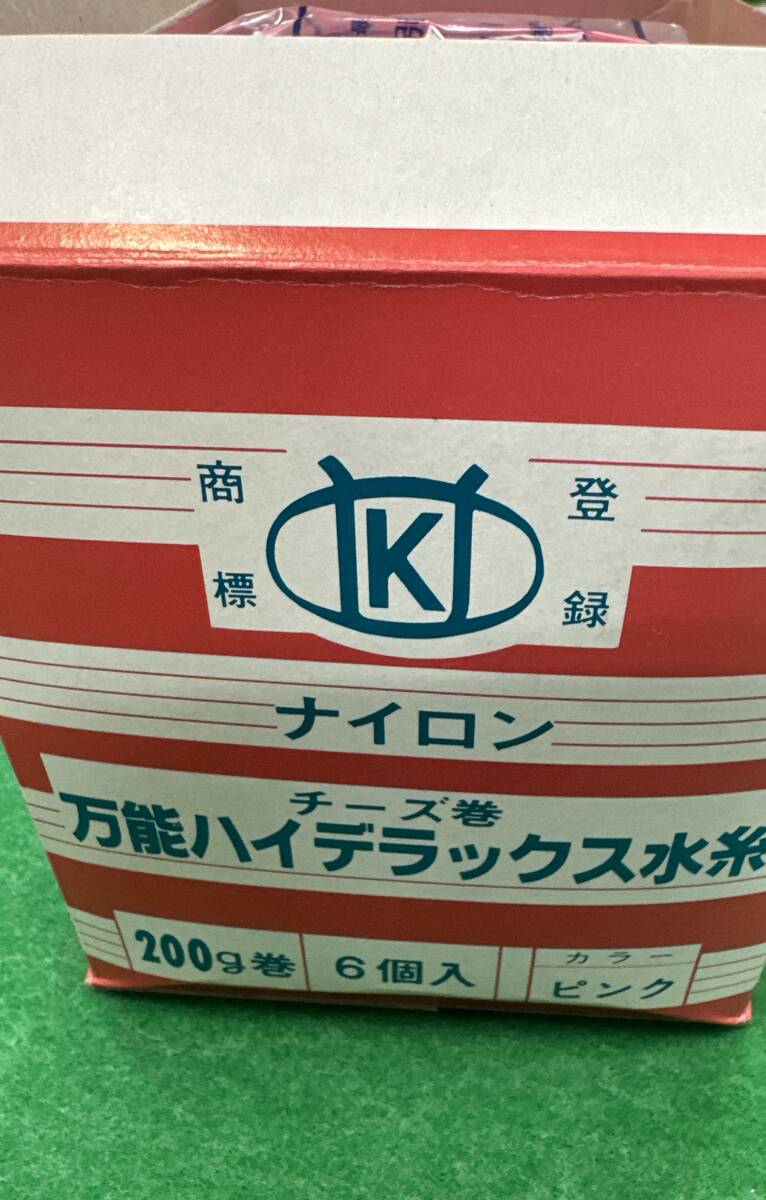 登録
商標
K
ナイロン
チーズ巻
万能ハイデラックス水糸
200g巻
6個入
カラー
ピンク